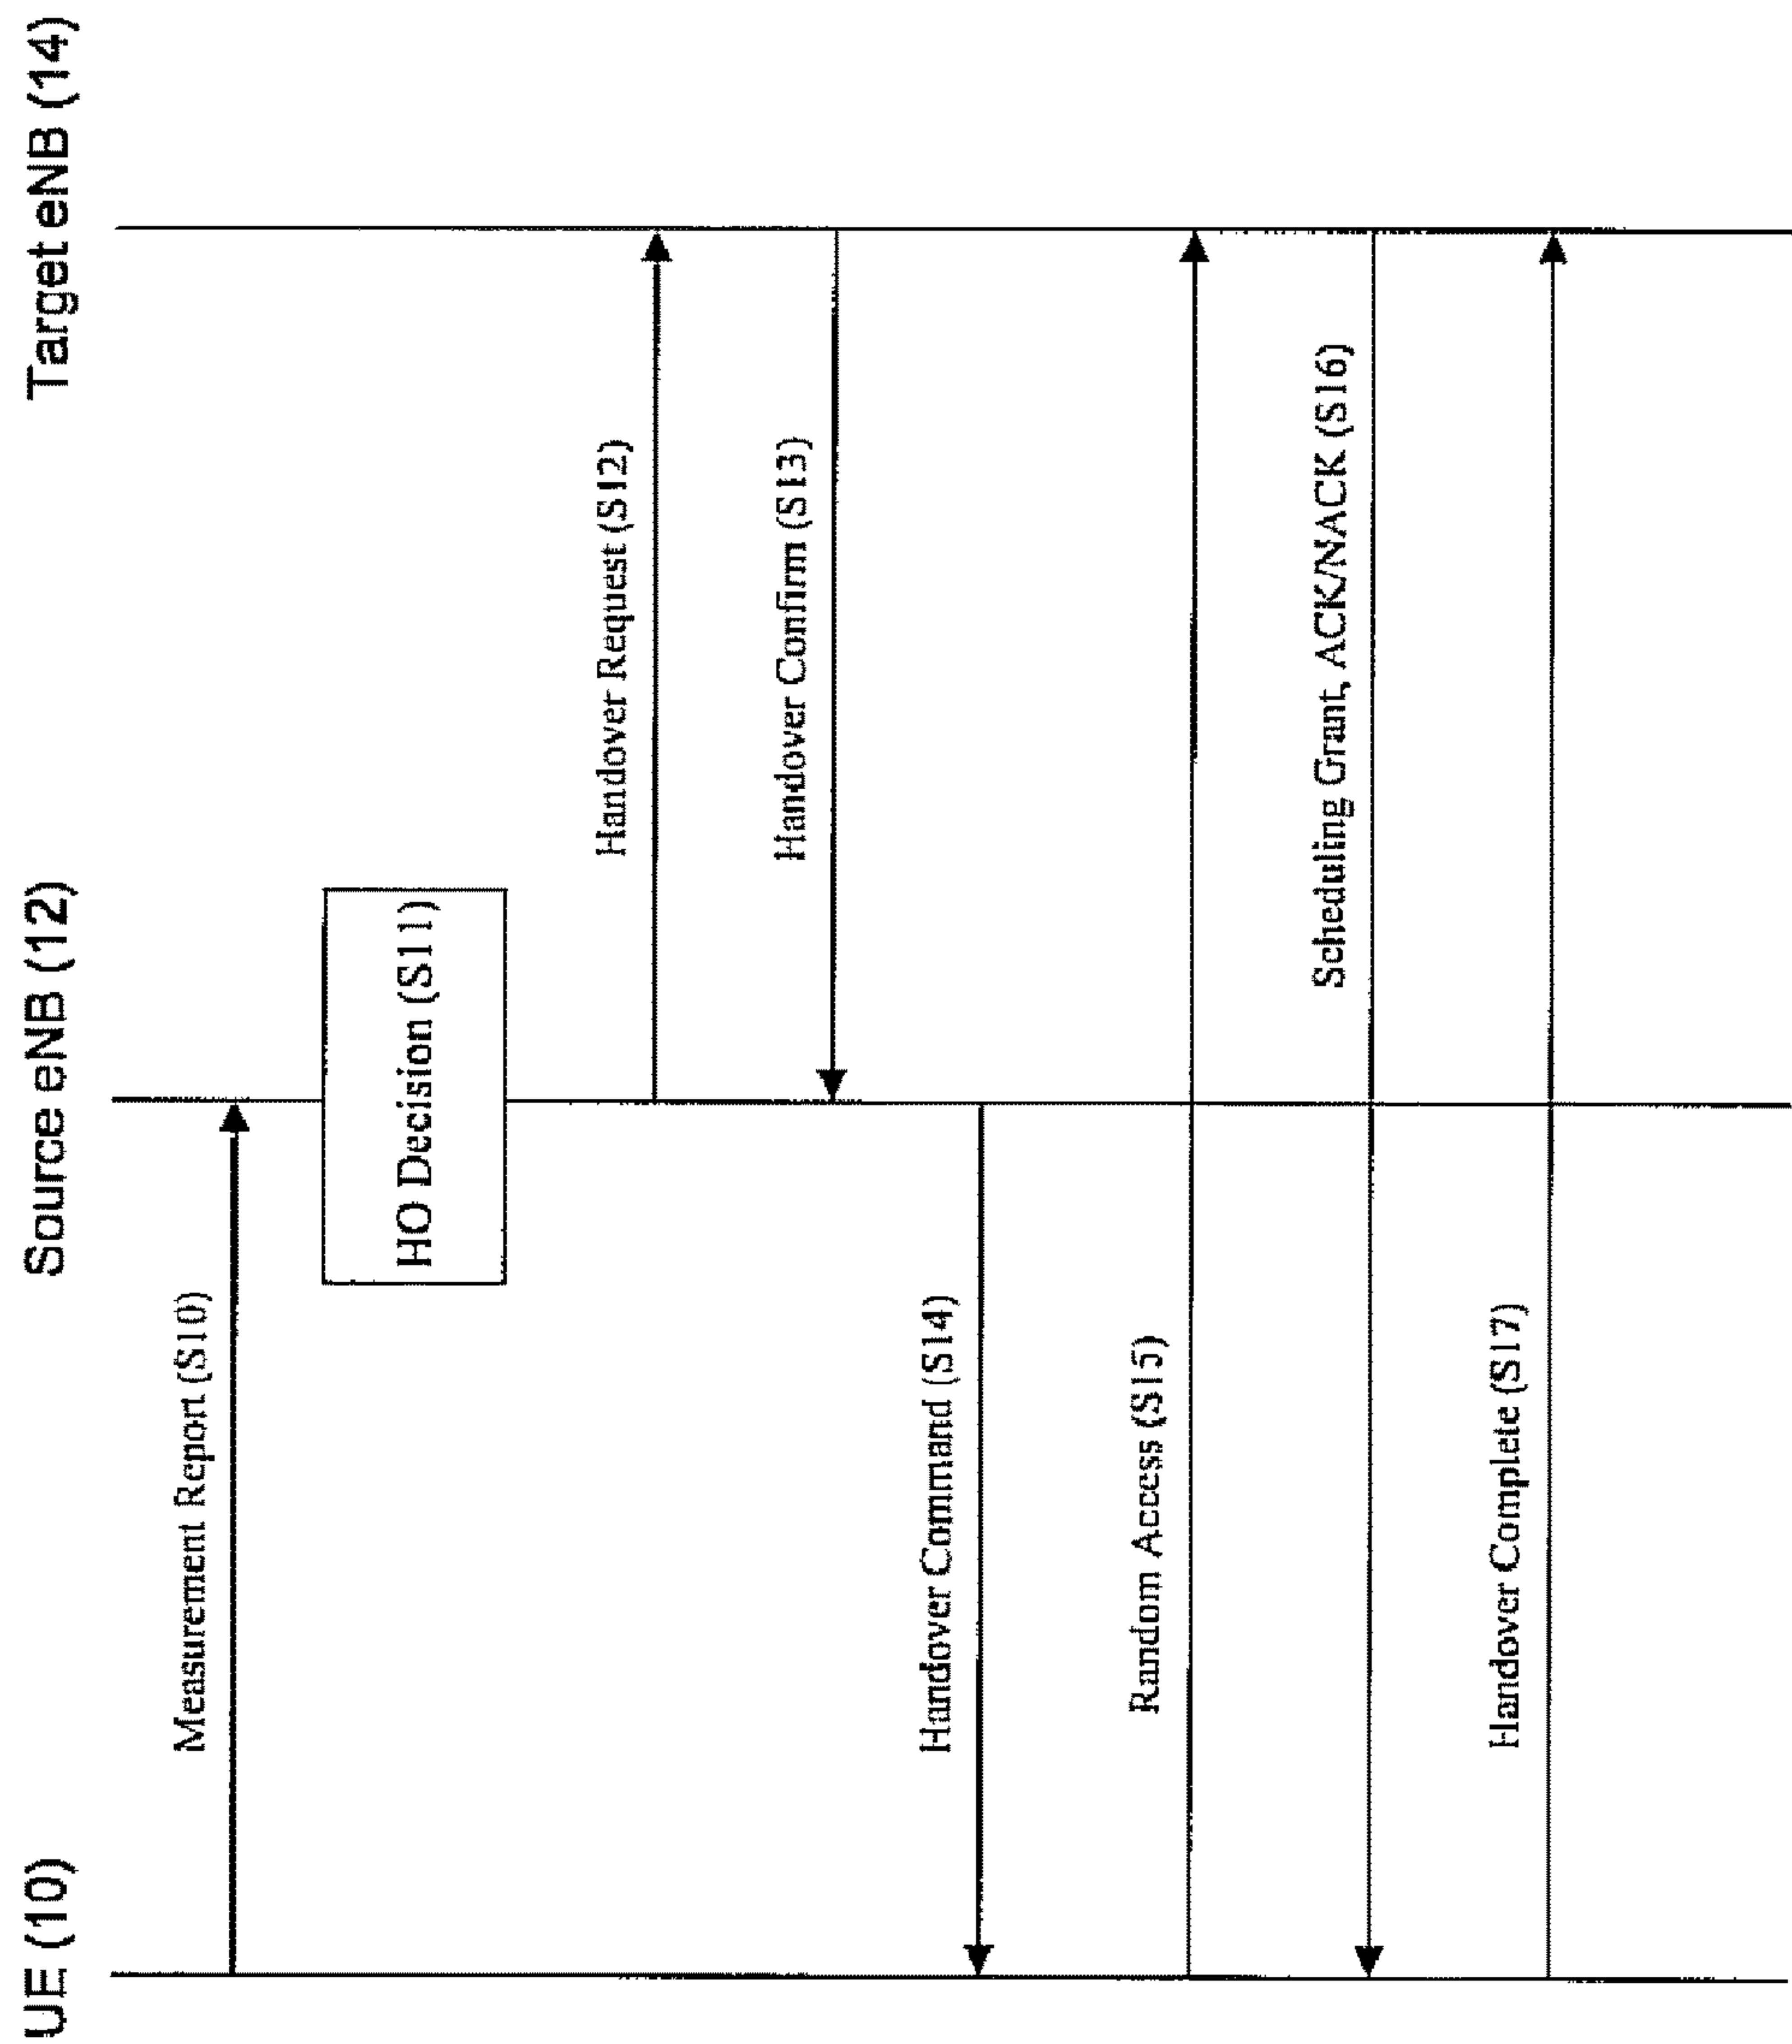 UE (10)
Source eNB (12)
Target eNB (14)
Measurement Report (S10)
HO Decision (S11)
Handover Request (S12)
Handover Confirm (S13)
Handover Command (S14)
Random Access (S15)
Scheduling Grant, ACK/NACK (S16)
Handover Complete (S17)